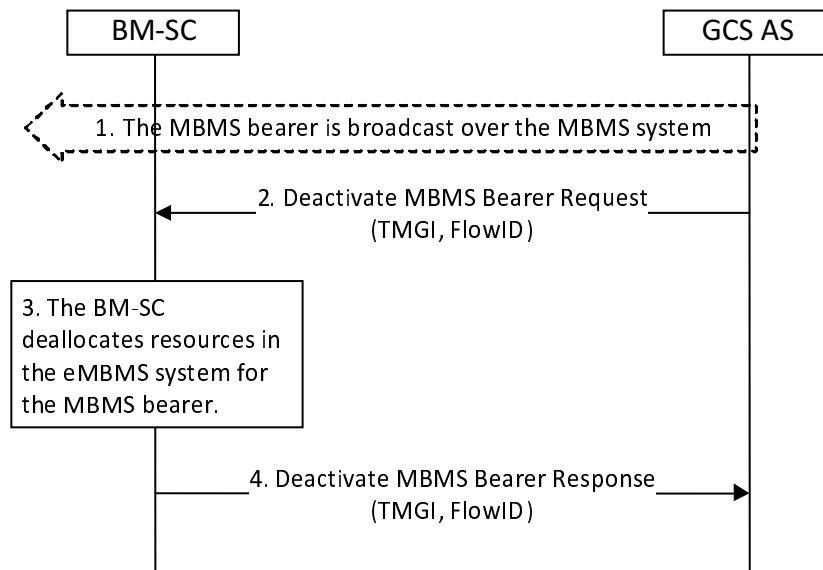 BM-SC
GCS AS
1. The MBMS bearer is broadcast over the MBMS system
2. Deactivate MBMS Bearer Request
(TMGI, FlowID)
3. The BM-SC
deallocates resources in
the eMBMS system for
the MBMS bearer.
4. Deactivate MBMS Bearer Response
(TMGI, FlowID)